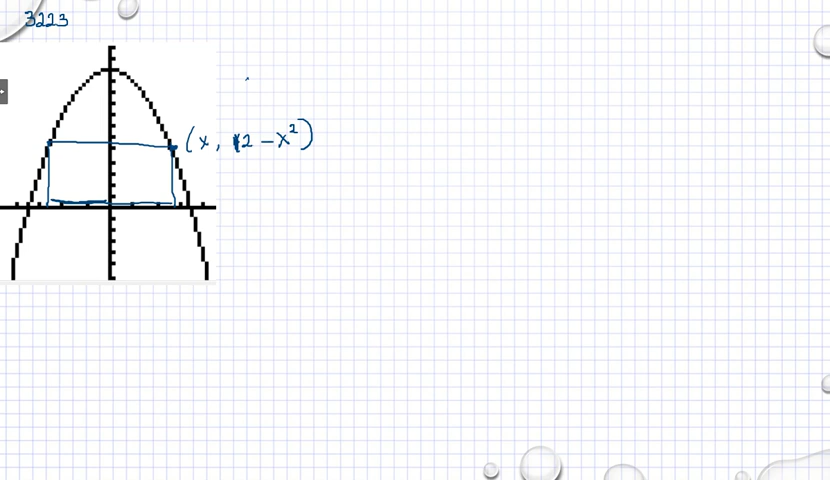 3223
(x, 12 - x²)